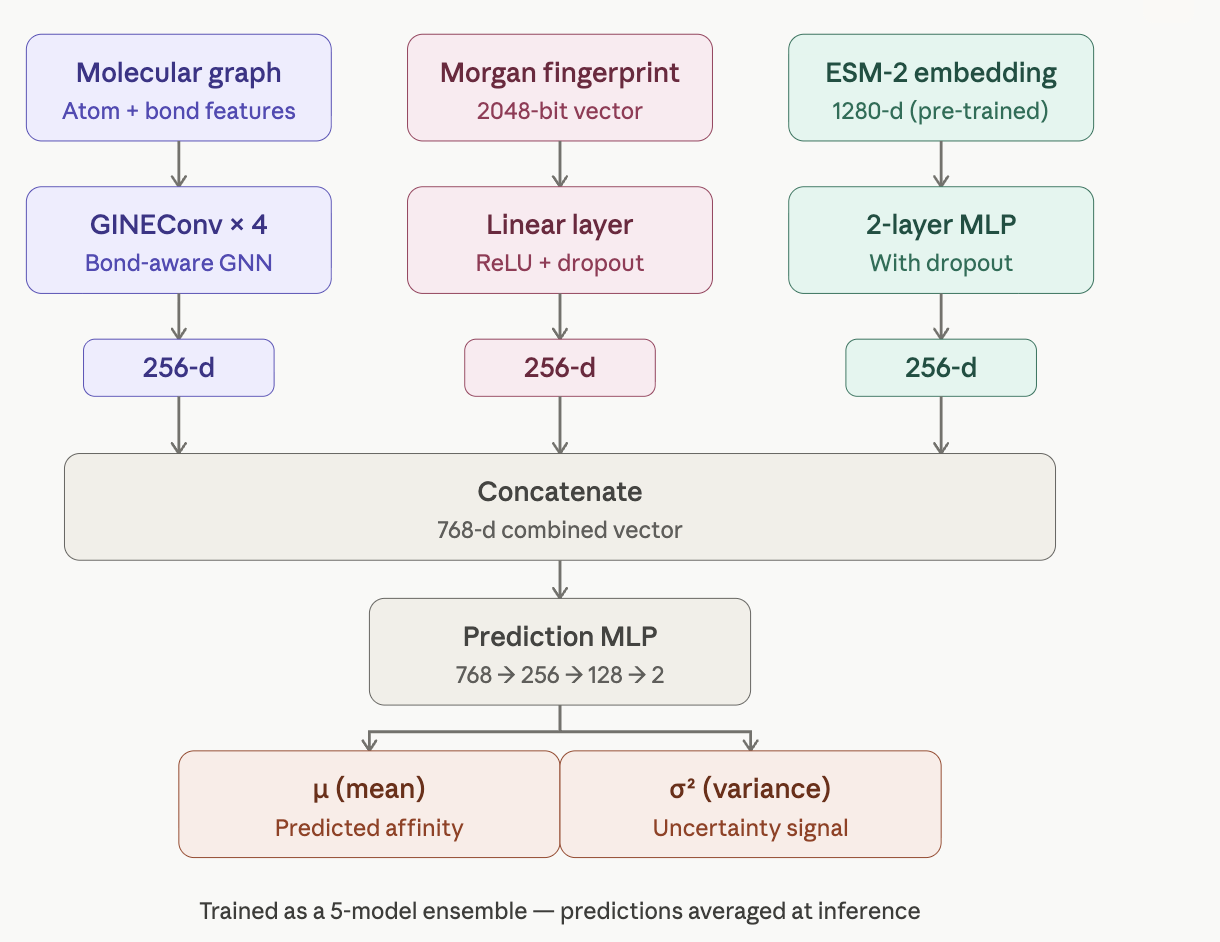 Molecular graph
Atom + bond features
Morgan fingerprint
2048-bit vector
ESM-2 embedding
1280-d (pre-trained)
GINEConv × 4
Bond-aware GNN
Linear layer
ReLU + dropout
2-layer MLP
With dropout
256-d
256-d
256-d
Concatenate
768-d combined vector
Prediction MLP
768 → 256 → 128 → 2
μ (mean)
Predicted affinity
σ² (variance)
Uncertainty signal
Trained as a 5-model ensemble — predictions averaged at inference